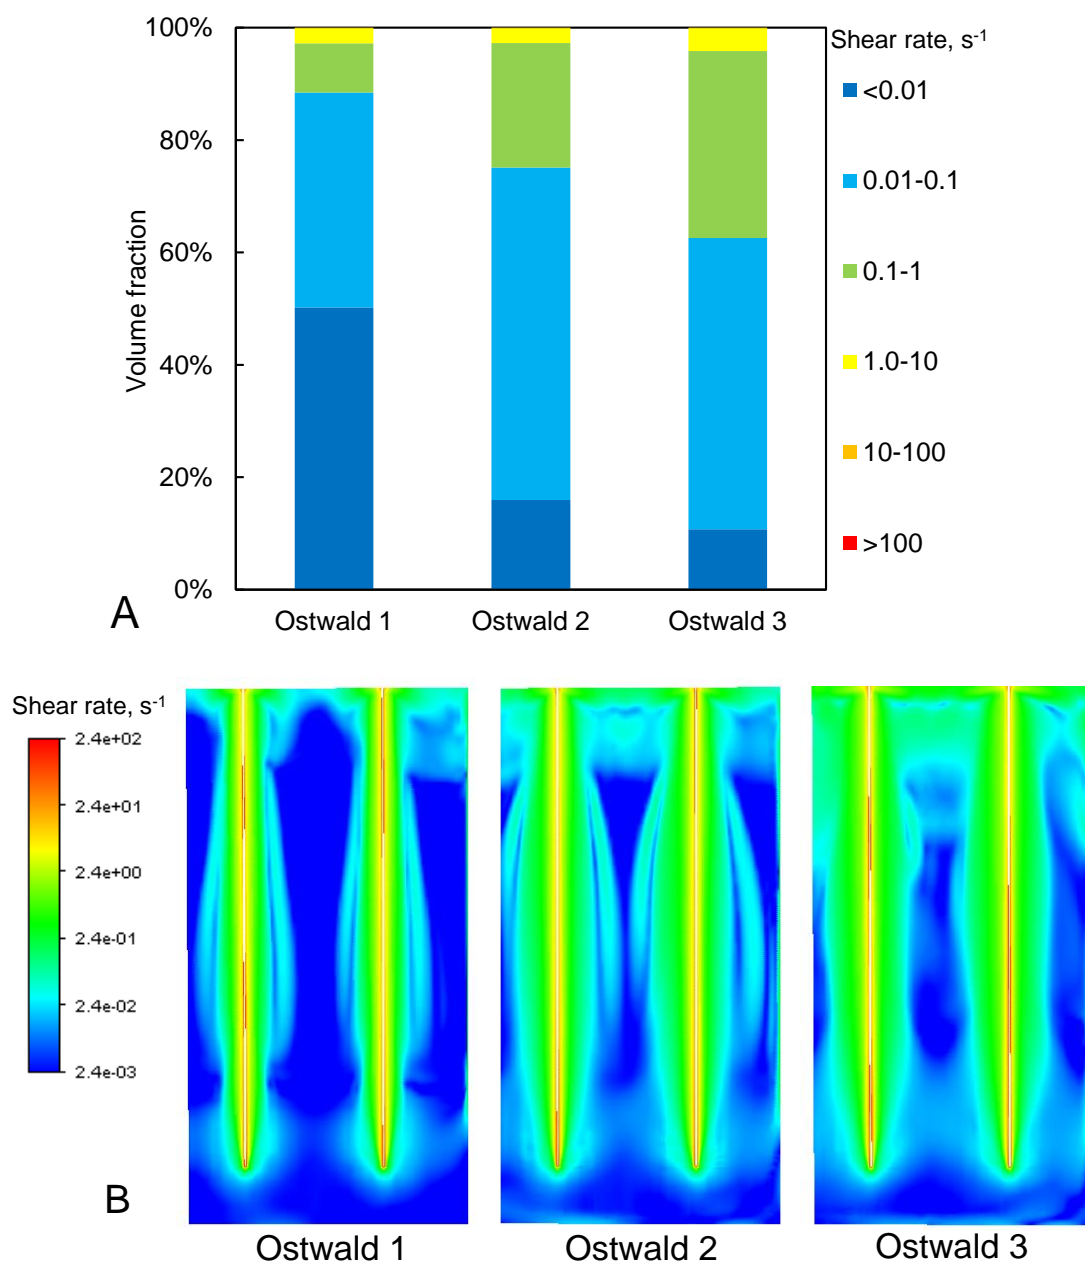 100%
80%
60%
40%
20%
0%
Volume fraction
Ostwald 1
Ostwald 2
Ostwald 3
Shear rate, s-1
<0.01
0.01-0.1
0.1-1
1.0-10
10-100
>100
A
Shear rate, s-1
2.4e+02
2.4e+01
2.4e+00
2.4e-01
2.4e-02
2.4e-03
B
Ostwald 1
Ostwald 2
Ostwald 3